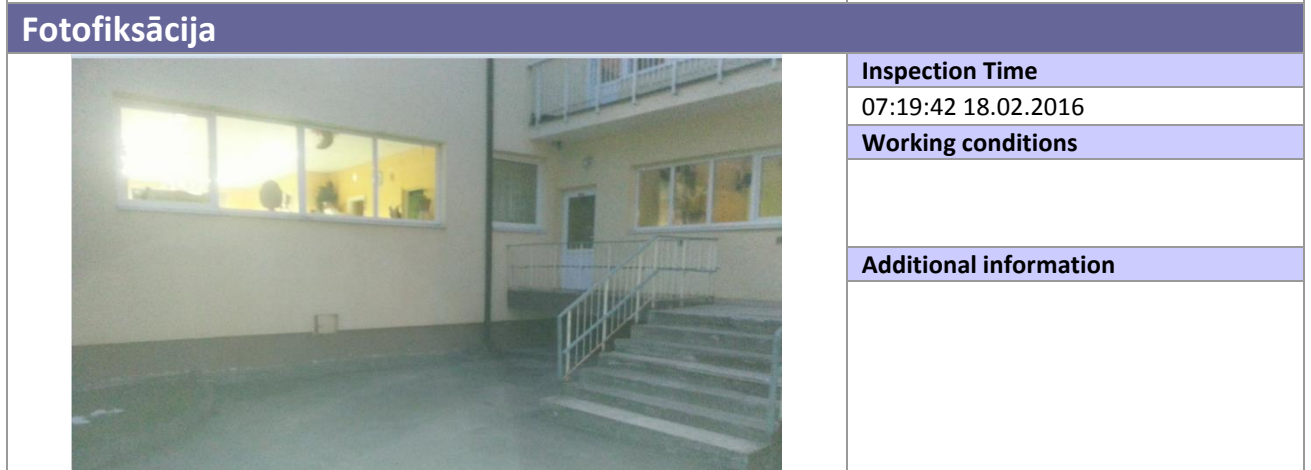 Fotofiksācija
Inspection Time
07:19:42 18.02.2016
Working conditions
Additional information